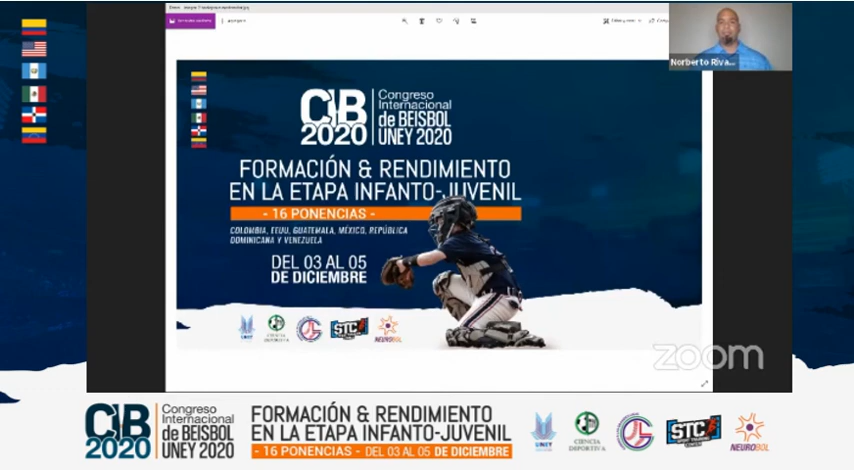 Norberto Riva...
CIB
2020
Congreso
Internacional
de BEISBOL
UNEY 2020
FORMACIÓN & RENDIMIENTO
EN LA ETAPA INFANTO-JUVENIL
- 16 PONENCIAS -
COLOMBIA, EEUU, GUATEMALA, MÉXICO, REPÚBLICA
DOMINICANA Y VENEZUELA
DEL 03 AL 05
DE DICIEMBRE
UNEY
CIENCIA
DEPORTIVA
STC
NEUROBOL
zoom
CIB
2020
Congreso
Internacional
de BEISBOL
UNEY 2020
FORMACIÓN & RENDIMIENTO
EN LA ETAPA INFANTO-JUVENIL
- 16 PONENCIAS - DEL 03 AL 05 DE DICIEMBRE
UNEY
CIENCIA
DEPORTIVA
STC
NEUROBOL